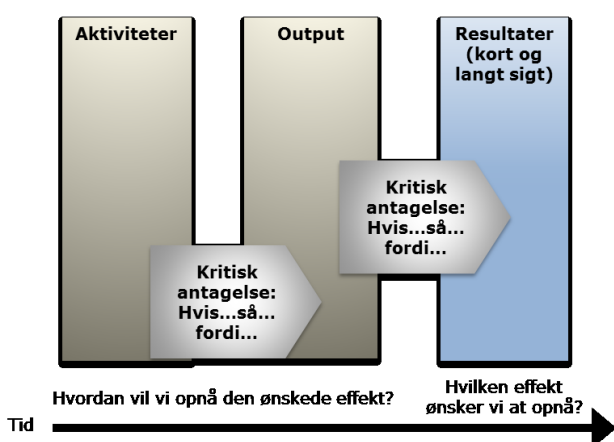 Aktiviteter
Output
Resultater
(kort og
langt sigt)
Kritisk
antagelse:
Hvis...så...
fordi...
Kritisk
antagelse:
Hvis...så...
fordi...
Hvordan vil vi opnå den ønskede effekt?
Hvilken effekt
ønsker vi at opnå?
Tid